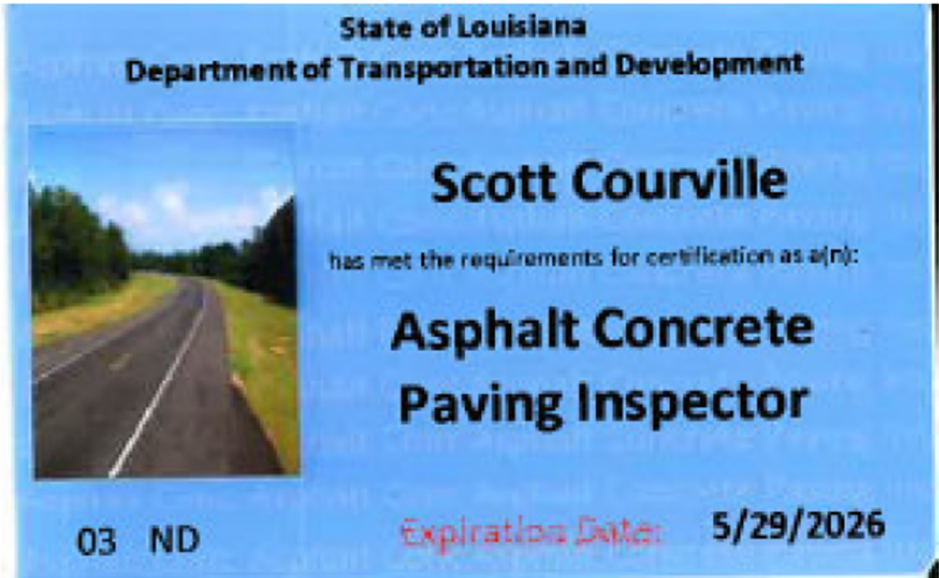 State of Louisiana
Department of Transportation and Development
Scott Courville
has met the requirements for certification as a(n):
Asphalt Concrete
Paving Inspector
03 ND
Expiration Date: 5/29/2026